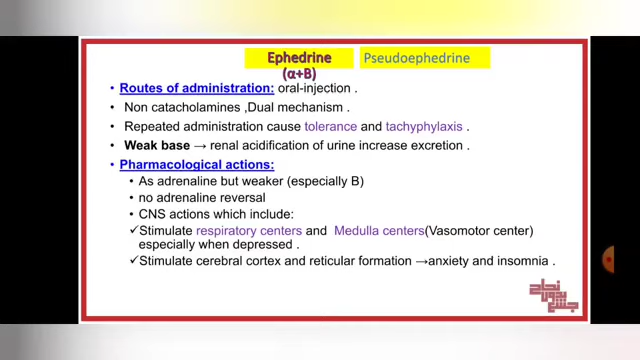 Ephedrine Pseudoephedrine
(α+B)
• Routes of administration: oral-injection .
• Non catacholamines ,Dual mechanism .
• Repeated administration cause tolerance and tachyphylaxis .
• Weak base → renal acidification of urine increase excretion .
• Pharmacological actions:
• As adrenaline but weaker (especially B)
• no adrenaline reversal
• CNS actions which include:
✓Stimulate respiratory centers and Medulla centers(Vasomotor center)
especially when depressed .
✓Stimulate cerebral cortex and reticular formation →anxiety and insomnia .